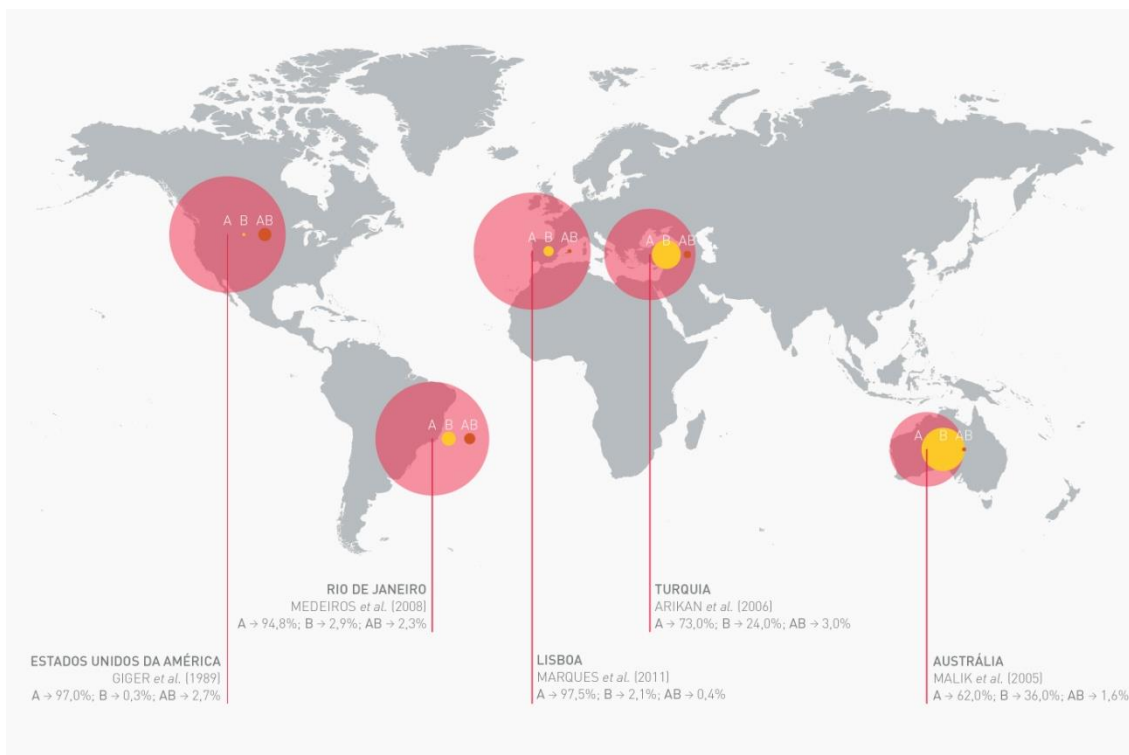 A B AB
A B AB
A B AB
A B AB
A B AB
RIO DE JANEIRO
MEDEIROS et al. (2008)
A → 94,8%; B → 2,9%; AB → 2,3%
TURQUIA
ARIKAN et al. (2006)
A → 73,0%; B → 24,0%; AB → 3,0%
ESTADOS UNIDOS DA AMÉRICA
GIGER et al. (1989)
A → 97,0%; B → 0,3%; AB → 2,7%
LISBOA
MARQUES et al. (2011)
A → 97,5%; B → 2,1%; AB → 0,4%
AUSTRÁLIA
MALIK et al. (2005)
A → 62,0%; B → 36,0%; AB → 1,6%